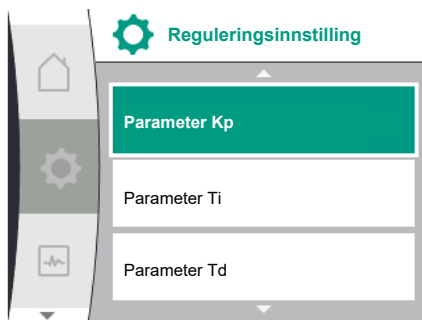 Reguleringsinnstilling
Parameter Kp
Parameter Ti
Parameter Td